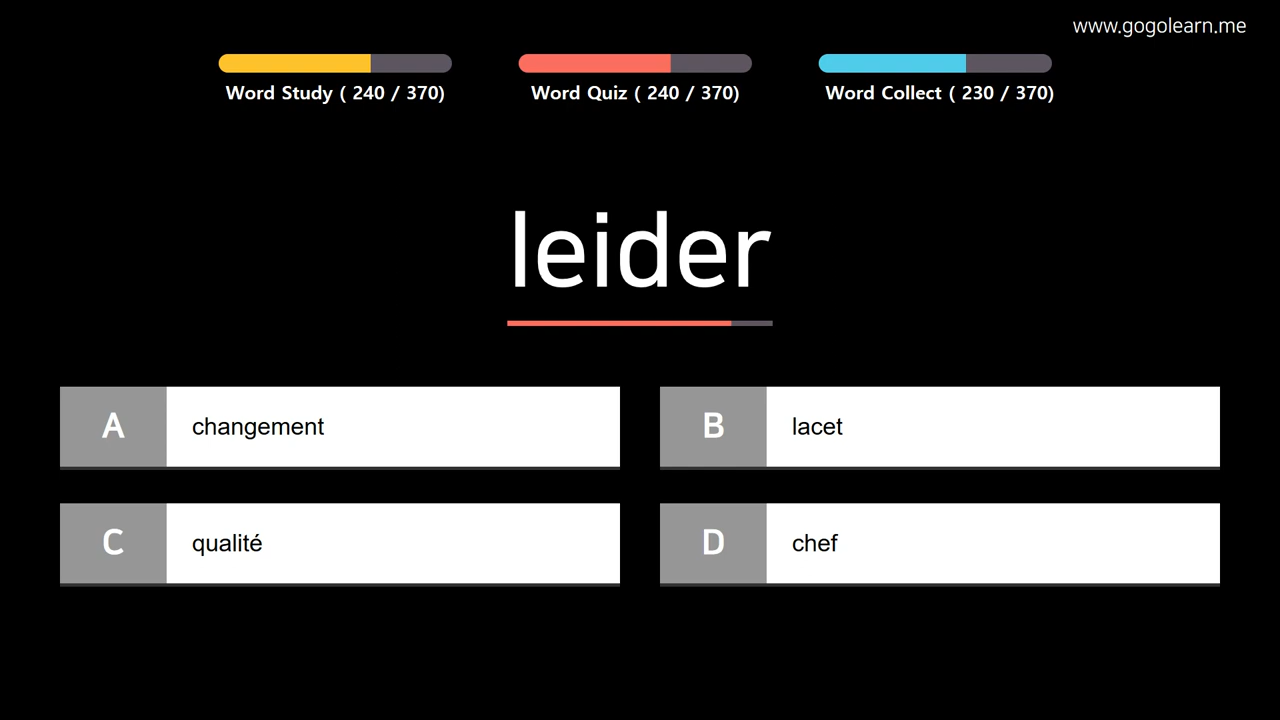 www.gogolearn.me
Word Study ( 240 / 370)
Word Quiz ( 240 / 370)
Word Collect ( 230 / 370)
leider
A changement
B lacet
C qualité
D chef